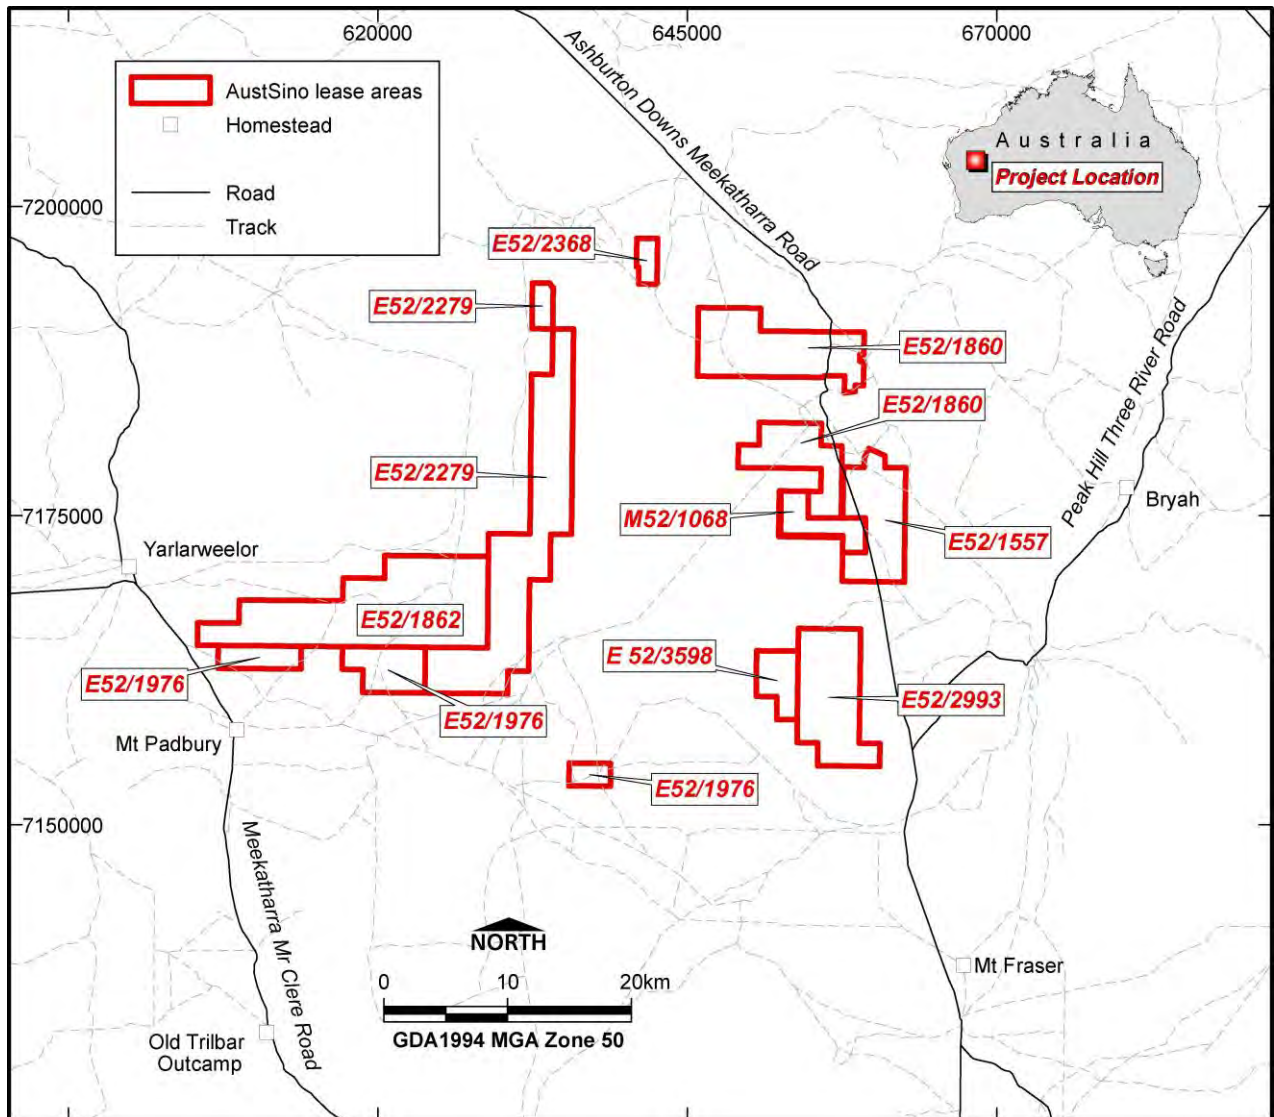 620000
645000
670000
AustSino lease areas
Homestead
Road
Track
Ashburton Downs Meekatharra Road
Australia
Project Location
7200000
E52/2368
E52/2279
E52/1860
E52/1860
Peak Hill Three River Road
E52/2279
M52/1068
E52/1557
Bryah
7175000
Yarlarweelor
E52/1862
E 52/3598
E52/1976
E52/1976
E52/2993
Mt Padbury
E52/1976
7150000
Meekatharra Mr Clere Road
NORTH
0 10 20km
GDA1994 MGA Zone 50
Mt Fraser
Old Trilbar
Outcamp